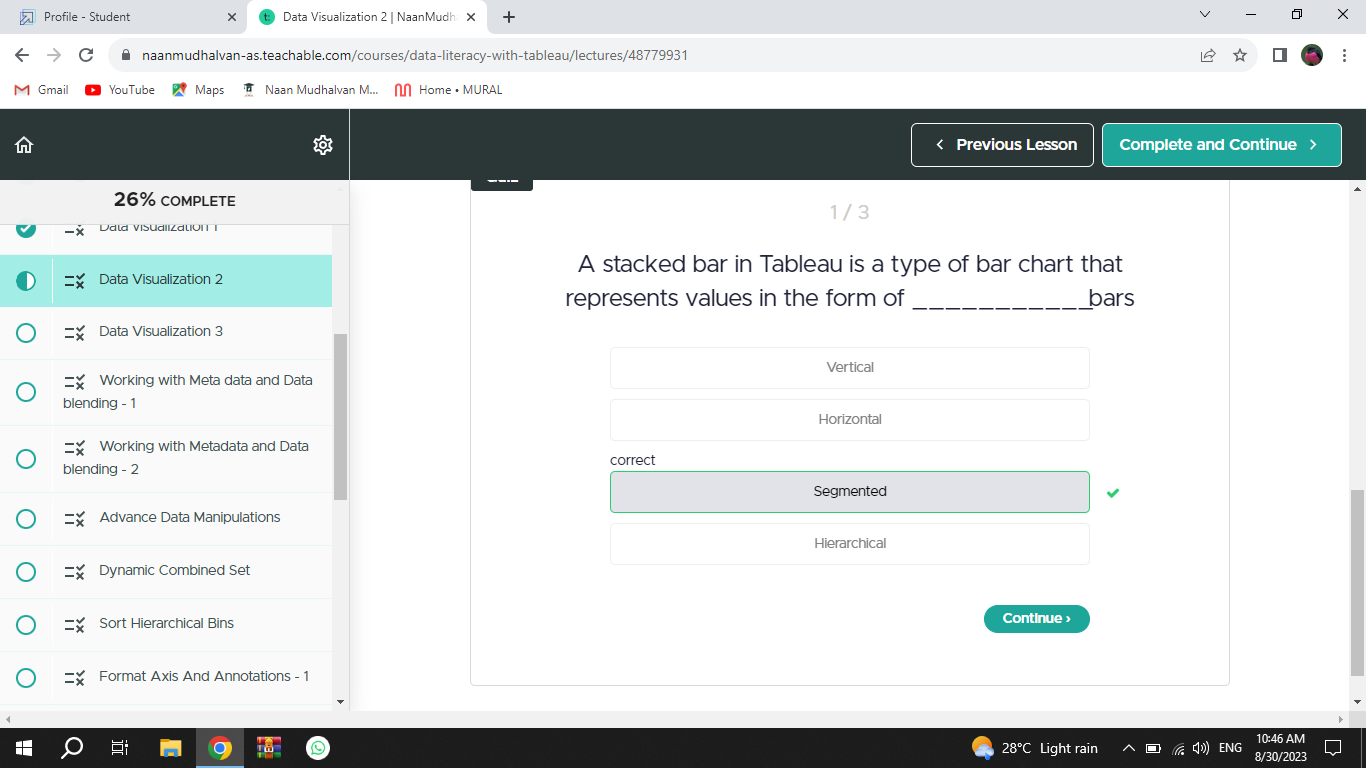 Profile - Student
Data Visualization 2 | NaanMudh
naanmudhalvan-as.teachable.com/courses/data-literacy-with-tableau/lectures/48779931
Gmail YouTube Maps Naan Mudhalvan M... Home • MURAL
< Previous Lesson Complete and Continue >
26% COMPLETE
Data Visualization 1
Data Visualization 2
Data Visualization 3
Working with Meta data and Data
blending - 1
Working with Metadata and Data
blending - 2
Advance Data Manipulations
Dynamic Combined Set
Sort Hierarchical Bins
Format Axis And Annotations - 1
1 / 3
A stacked bar in Tableau is a type of bar chart that
represents values in the form of ___________bars
Vertical
Horizontal
correct
Segmented
Hierarchical
Continue ›
28°C Light rain
ENG
10:46 AM
8/30/2023